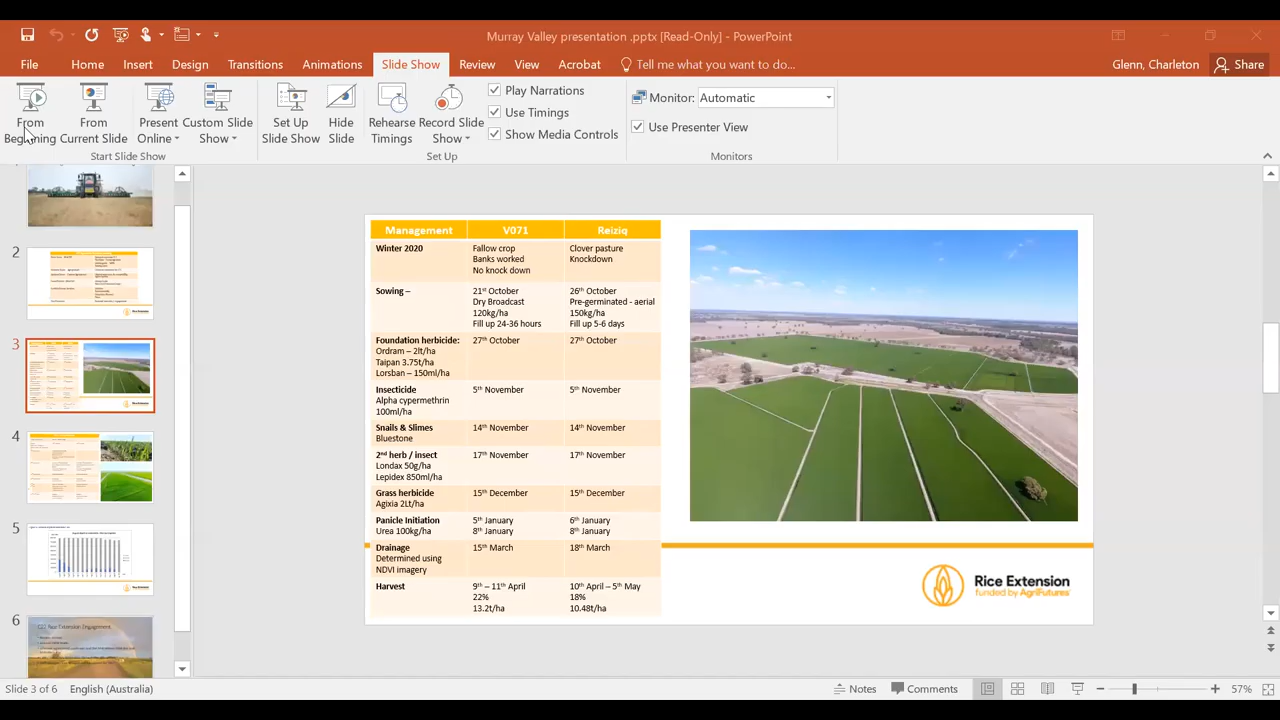 Murray Valley presentation .pptx [Read-Only] - PowerPoint
File Home Insert Design Transitions Animations Slide Show Review View Acrobat Tell me what you want to do... Glenn, Charleton Share
From Beginning
From Current Slide
Present Online
Custom Slide Show
Set Up Slide Show
Hide Slide
Rehearse Timings
Record Slide Show
Play Narrations
Use Timings
Show Media Controls
Monitor: Automatic
Use Presenter View
Start Slide Show Set Up Monitors
2
3
4
5
6
Rice Extension Engagement
Management V071 Reiziq
Winter 2020 Fallow crop Clover pasture
Banks worked Knockdown
No knock down
Sowing – 21st October 26th October
Dry Broadcast Pre-germinated - aerial
120kg/ha 150kg/ha
Fill up 24-36 hours Fill up 5-6 days
Foundation herbicide: 27th October 27th October
Ordram – 2lt/ha
Taipan 3.75t/ha
Lorsban – 150ml/ha
Insecticide 5th November 5th November
Alpha cypermethrin
100ml/ha
Snails & Slimes 14th November 14th November
Bluestone
2nd herb / insect 17th November 17th November
Londax 50g/ha
Lepidex 850ml/ha
Grass herbicide 15th December 15th December
Agixia 2Lt/ha
Panicle Initiation 5th January 6th January
Urea 100kg/ha 8th January 8th January
Drainage 15th March 18th March
Determined using
NDVI imagery
Harvest 9th – 11th April 10th April – 5th May
22% 18%
13.2t/ha 10.48t/ha
Rice Extension
funded by AgriFutures
Slide 3 of 6 English (Australia) Notes Comments 57%